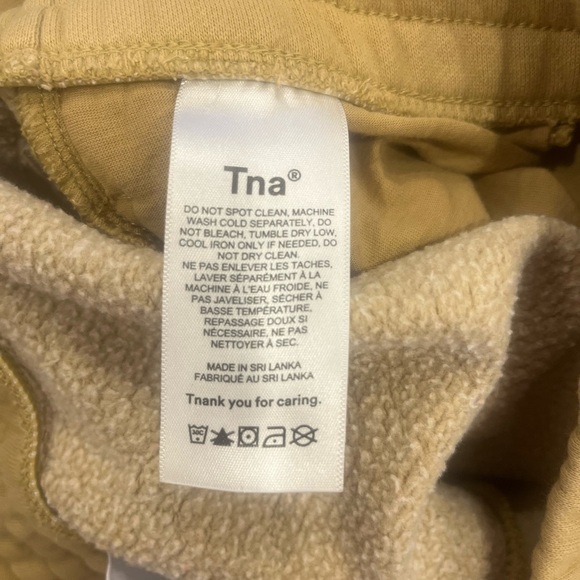 Tna®
DO NOT SPOT CLEAN, MACHINE
WASH COLD SEPARATELY, DO
NOT BLEACH, TUMBLE DRY LOW,
COOL IRON ONLY IF NEEDED, DO
NOT DRY CLEAN.
NE PAS ENLEVER LES TACHES,
LAVER SÉPARÉMENT À LA
MACHINE À L'EAU FROIDE, NE
PAS JAVELISER, SÉCHER À
BASSE TEMPÉRATURE,
REPASSAGE DOUX SI
NÉCESSAIRE, NE PAS
NETTOYER À SEC.
MADE IN SRI LANKA
FABRIQUÉ AU SRI LANKA
Tnank you for caring.